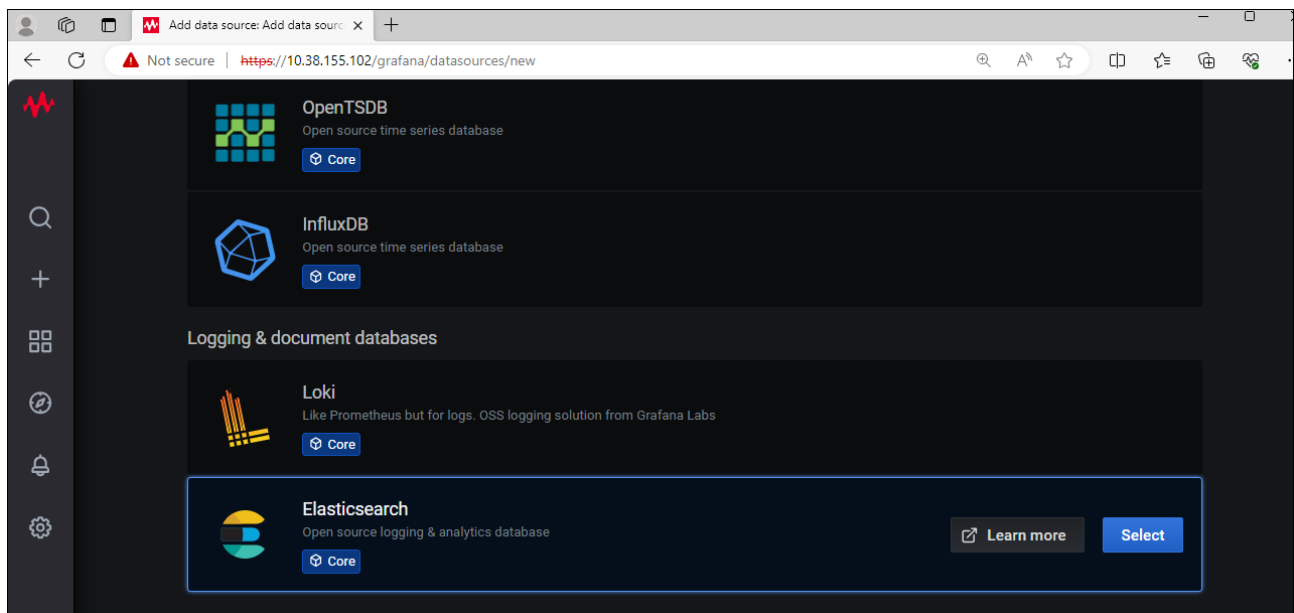 Add data source: Add data sourc
Not secure | https://10.38.155.102/grafana/datasources/new
OpenTSDB
Open source time series database
Core
InfluxDB
Open source time series database
Core
Logging & document databases
Loki
Like Prometheus but for logs. OSS logging solution from Grafana Labs
Core
Elasticsearch
Open source logging & analytics database
Learn more
Select
Core